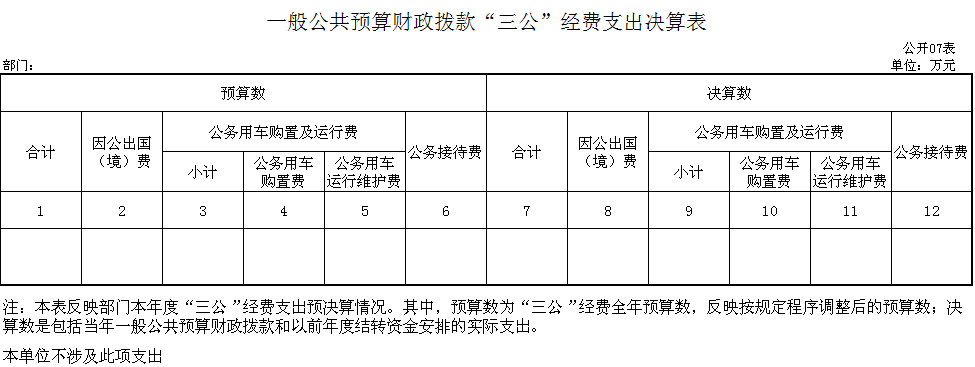 一般公共预算财政拨款“三公”经费支出决算表
公开07表
部门： 单位：万元
预算数 决算数
合计 因公出国（境）费 公务用车购置及运行费 公务接待费 合计 因公出国（境）费 公务用车购置及运行费 公务接待费
小计 公务用车购置费 公务用车运行维护费 小计 公务用车购置费 公务用车运行维护费
1 2 3 4 5 6 7 8 9 10 11 12
注：本表反映部门本年度“三公”经费支出预决算情况。其中，预算数为“三公”经费全年预算数，反映按规定程序调整后的预算数；决
算数是包括当年一般公共预算财政拨款和以前年度结转资金安排的实际支出。
本单位不涉及此项支出